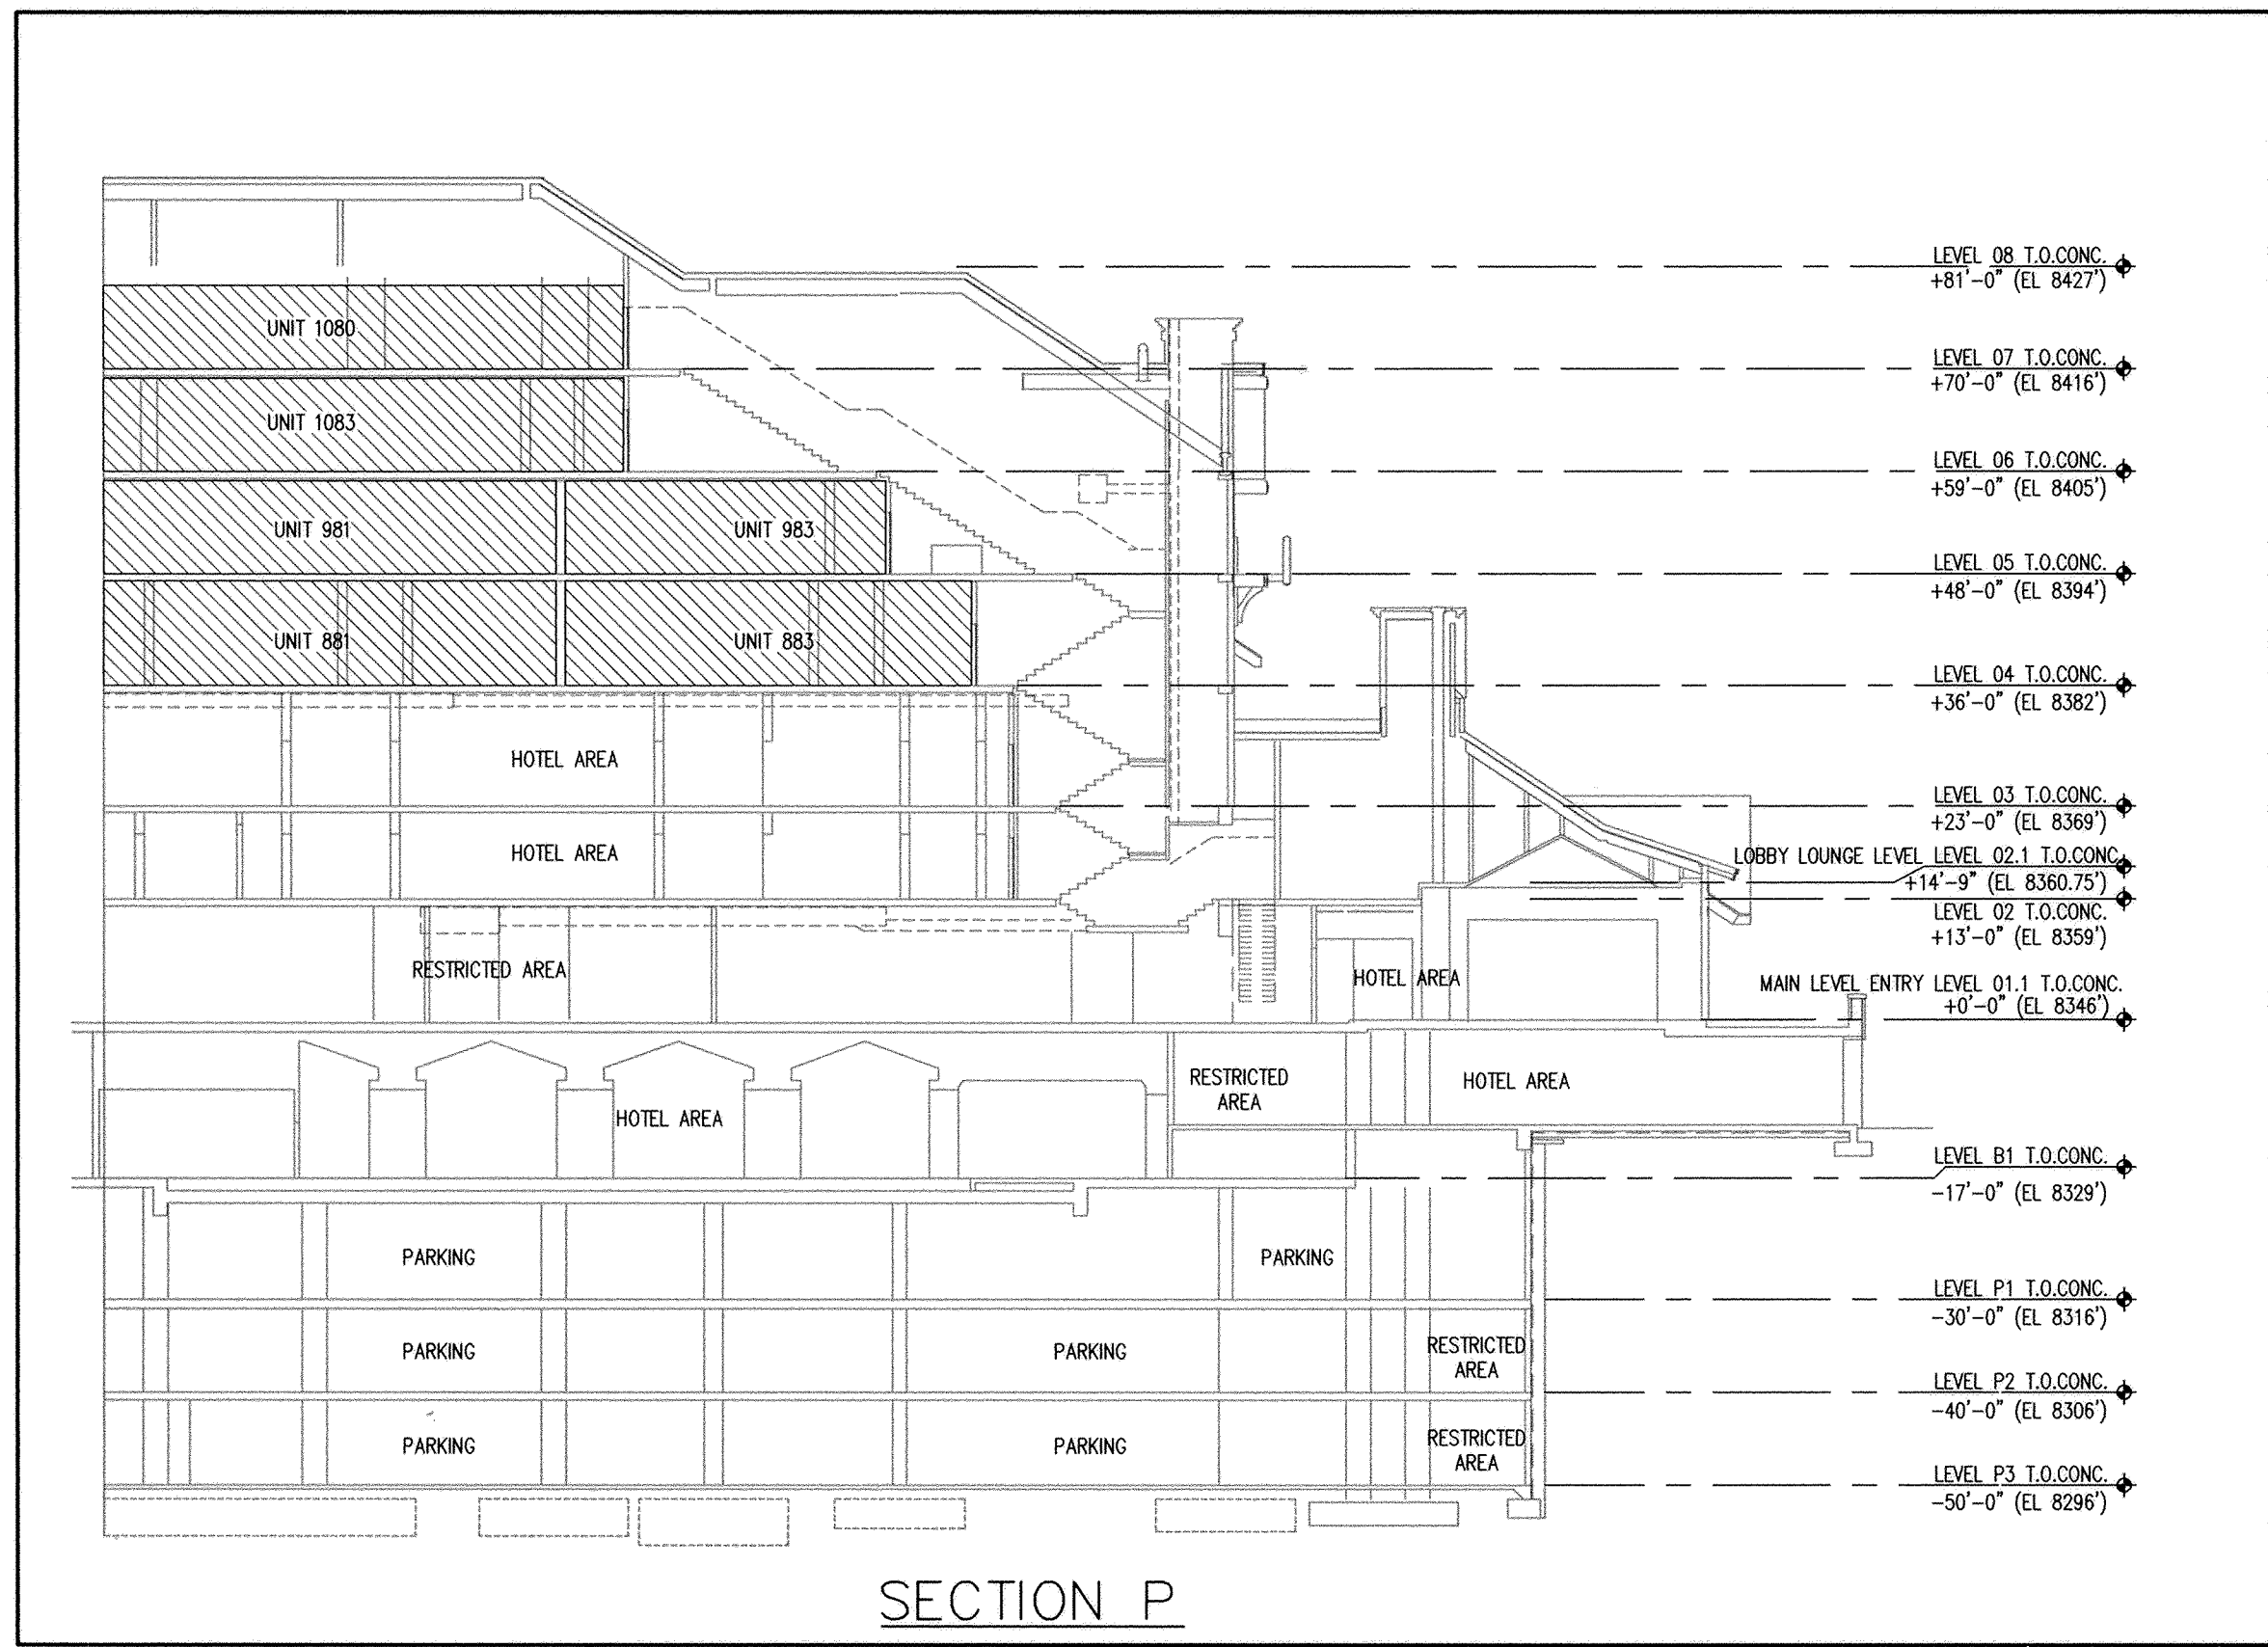 LEVEL 08 T.O.CONC.
+81'-0" (EL 8427')
UNIT 1080
LEVEL 07 T.O.CONC.
+70'-0" (EL 8416')
UNIT 1083
LEVEL 06 T.O.CONC.
+59'-0" (EL 8405')
UNIT 981
UNIT 983
LEVEL 05 T.O.CONC.
+48'-0" (EL 8394')
UNIT 881
UNIT 883
LEVEL 04 T.O.CONC.
+36'-0" (EL 8382')
HOTEL AREA
LEVEL 03 T.O.CONC.
+23'-0" (EL 8369')
HOTEL AREA
LOBBY LOUNGE LEVEL LEVEL 02.1 T.O.CONC.
+14'-9" (EL 8360.75')
LEVEL 02 T.O.CONC.
+13'-0" (EL 8359')
RESTRICTED AREA
HOTEL AREA
MAIN LEVEL ENTRY LEVEL 01.1 T.O.CONC.
+0'-0" (EL 8346')
RESTRICTED
AREA
HOTEL AREA
HOTEL AREA
LEVEL B1 T.O.CONC.
-17'-0" (EL 8329')
PARKING
PARKING
LEVEL P1 T.O.CONC.
-30'-0" (EL 8316')
PARKING
PARKING
RESTRICTED
AREA
LEVEL P2 T.O.CONC.
-40'-0" (EL 8306')
PARKING
PARKING
RESTRICTED
AREA
LEVEL P3 T.O.CONC.
-50'-0" (EL 8296')
SECTION P